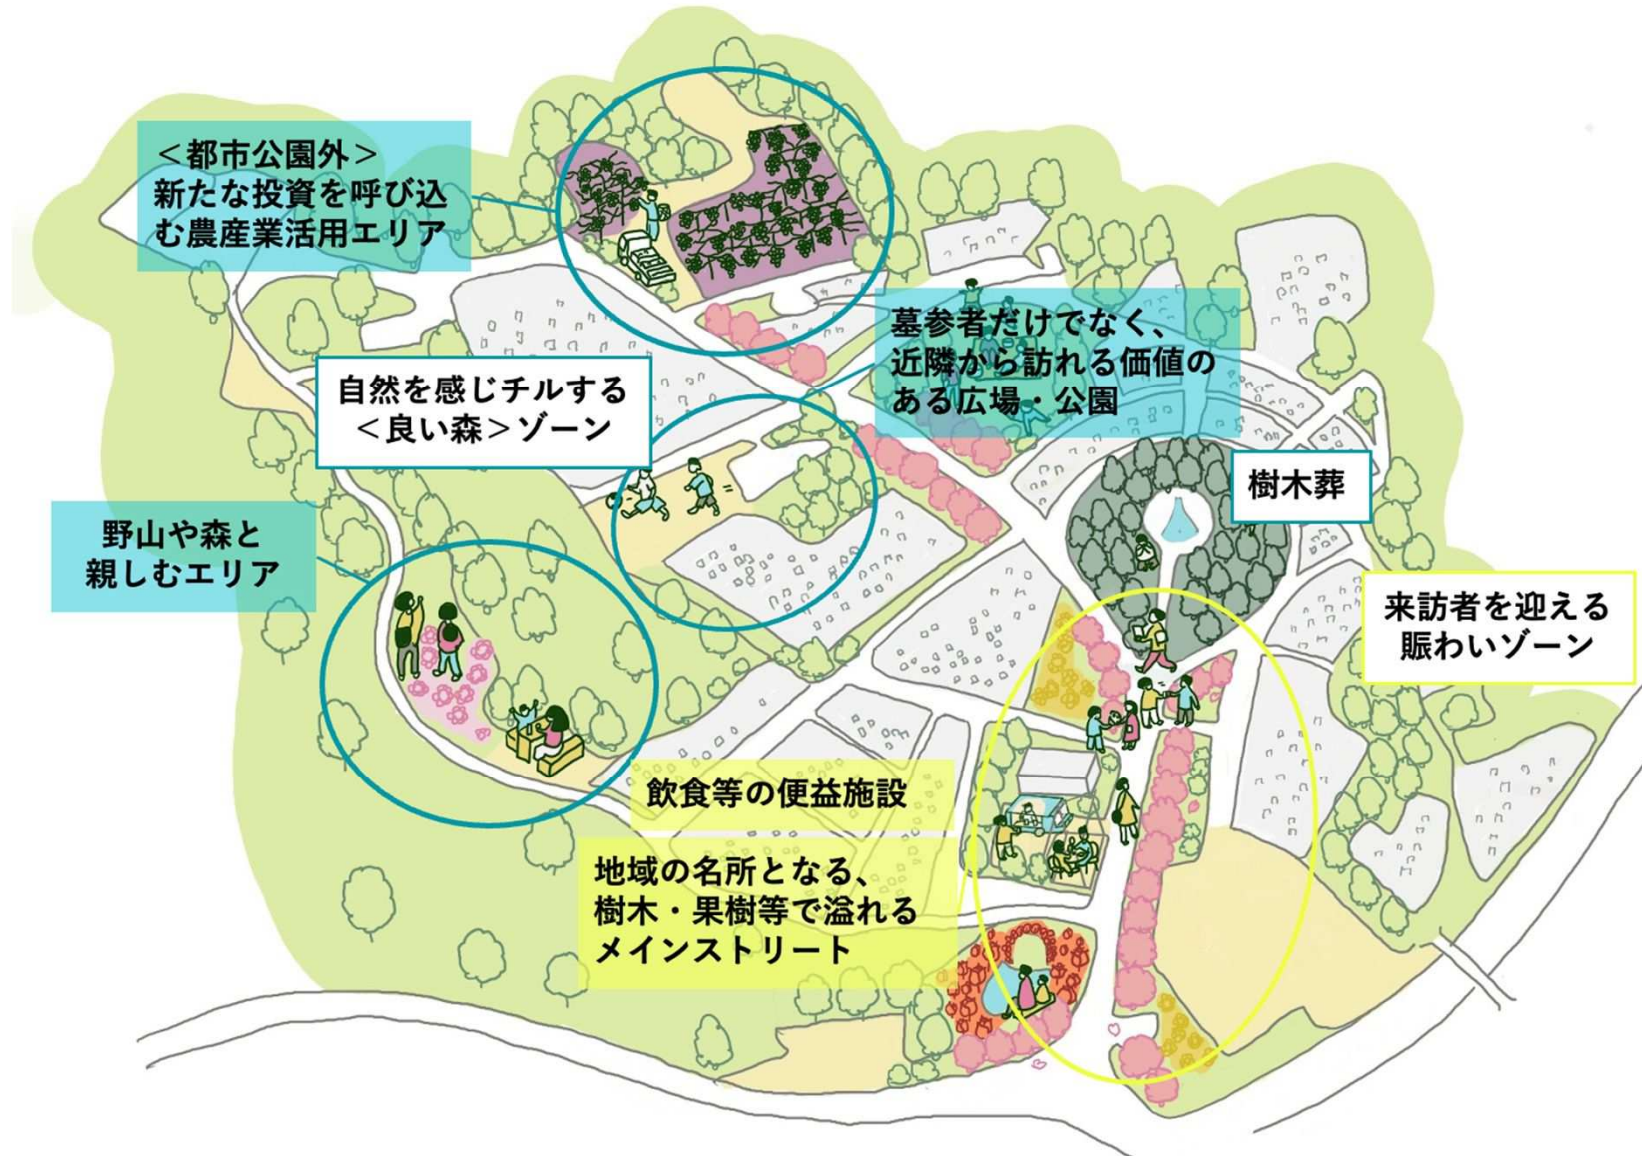 ＜都市公園外＞
新たな投資を呼び込
む農産業活用エリア
墓参者だけでなく、
近隣から訪れる価値の
ある広場・公園
自然を感じチルする
＜良い森＞ゾーン
樹木葬
野山や森と
親しむエリア
来訪者を迎える
賑わいゾーン
飲食等の便益施設
地域の名所となる、
樹木・果樹等で溢れる
メインストリート